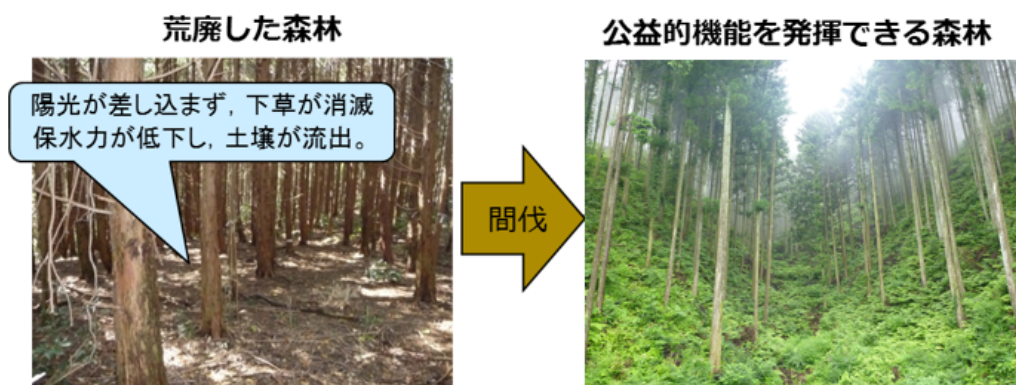 荒廃した森林
公益的機能を発揮できる森林
陽光が差し込まず，下草が消滅
保水力が低下し，土壌が流出。
間伐